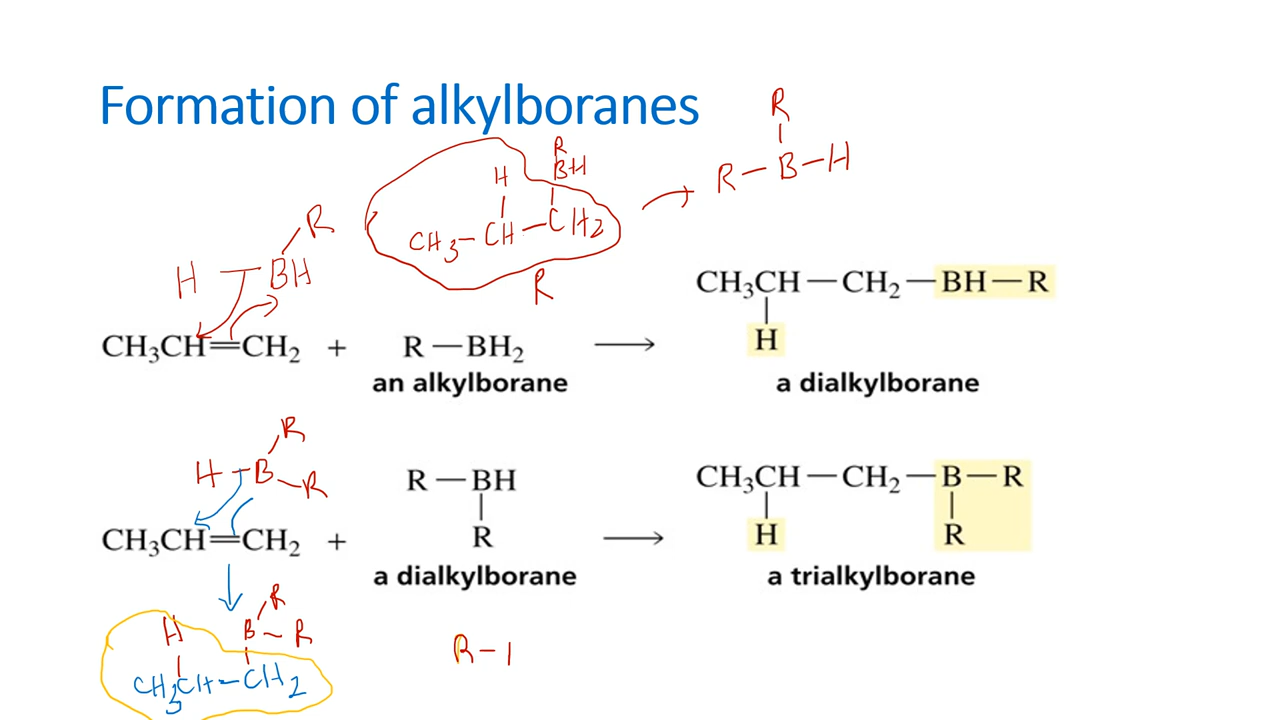 Formation of alkylboranes
R
R
BH
H
R—B—H
CH3—CH—CH2
R
R
H—BH
CH3CH—CH2—BH—R
H
CH3CH=CH2 + R—BH2 ⟶
an alkylborane
a dialkylborane
R
H—B—R
R—BH
R
CH3CH=CH2 + ⟶
a dialkylborane
CH3CH—CH2—B—R
H R
a trialkylborane
R
H B—R
CH3CH—CH2
R—